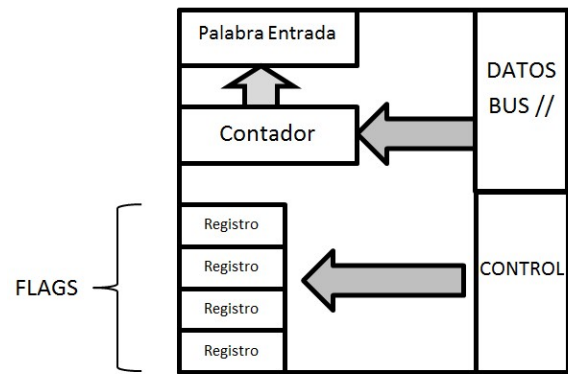 Palabra Entrada
DATOS
BUS //
Contador
Registro
Registro
Registro
Registro
FLAGS
CONTROL